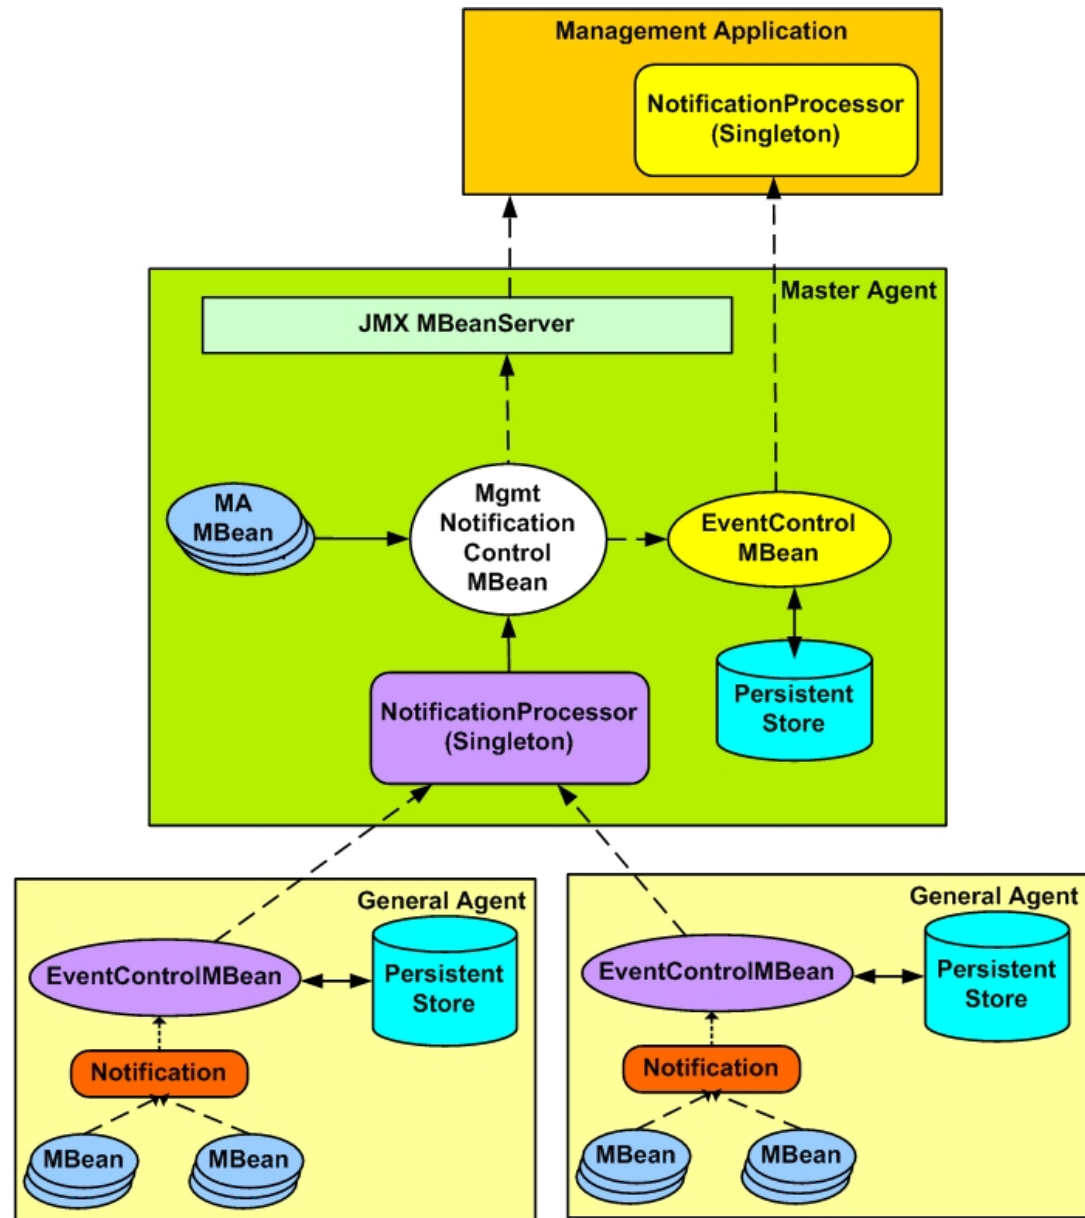 Management Application
NotificationProcessor
(Singleton)
Master Agent
JMX MBeanServer
MA
MBean
Mgmt
Notification
Control
MBean
EventControl
MBean
Persistent
Store
NotificationProcessor
(Singleton)
General Agent
EventControlMBean
Persistent
Store
Notification
MBean
MBean
General Agent
EventControlMBean
Persistent
Store
Notification
MBean
MBean